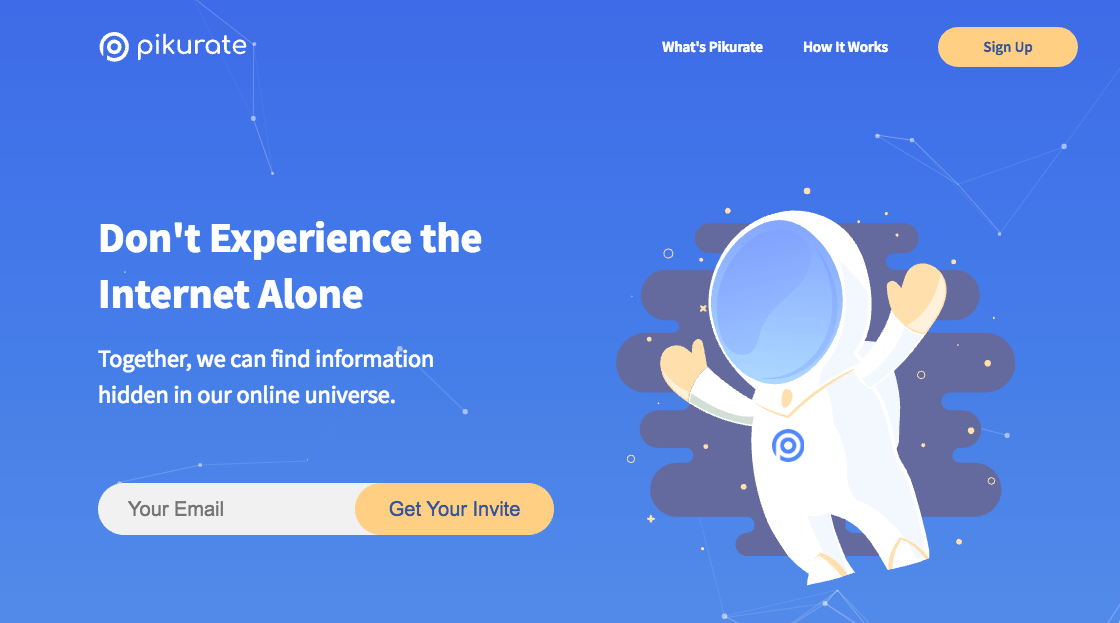 pikurate
What's Pikurate
How It Works
Sign Up
Don't Experience the
Internet Alone
Together, we can find information
hidden in our online universe.
Your Email
Get Your Invite